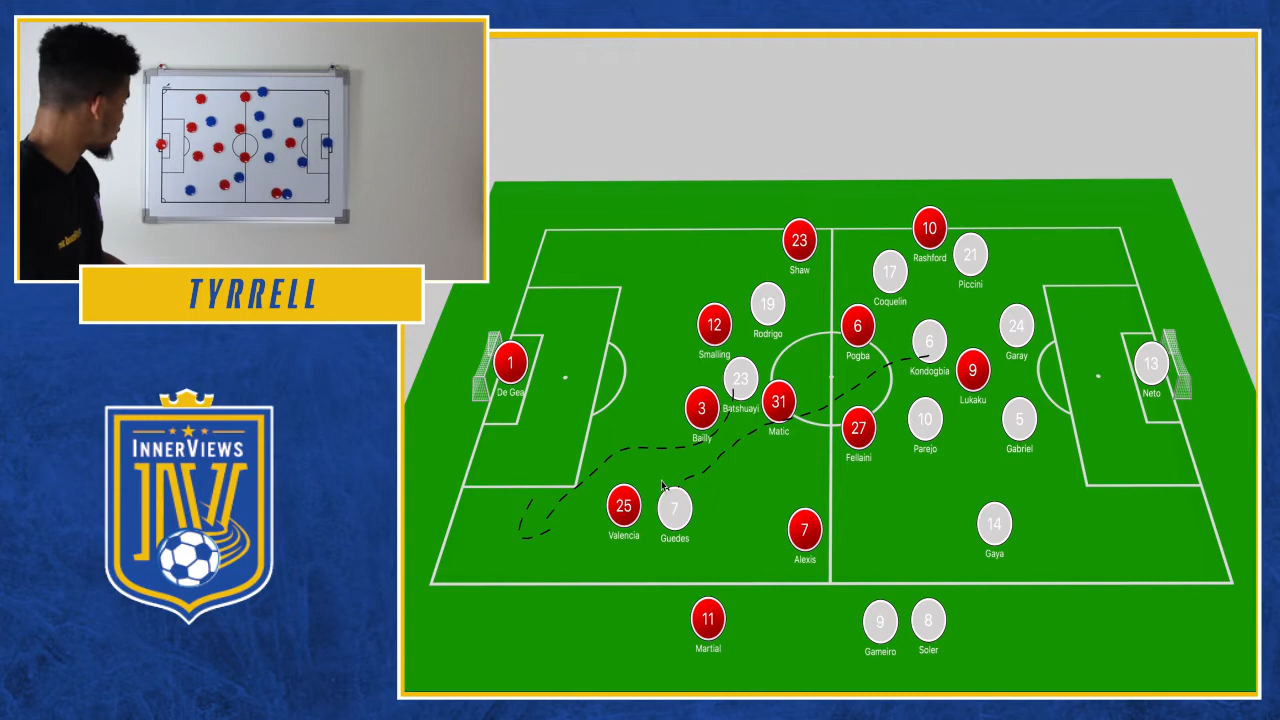 TYRRELL
INNERVIEWS
IV
23
Shaw
10
Rashford
21
Piccini
17
Coquelin
19
Rodrigo
12
Smalling
6
Pogba
6
Kondogbia
24
Garay
1
De Gea
23
Batshuayi
9
Lukaku
13
Neto
3
Bailly
31
Matic
27
Fellaini
10
Parejo
5
Gabriel
25
Valencia
7
Guedes
7
Alexis
14
Gaya
11
Martial
9
Gameiro
8
Soler